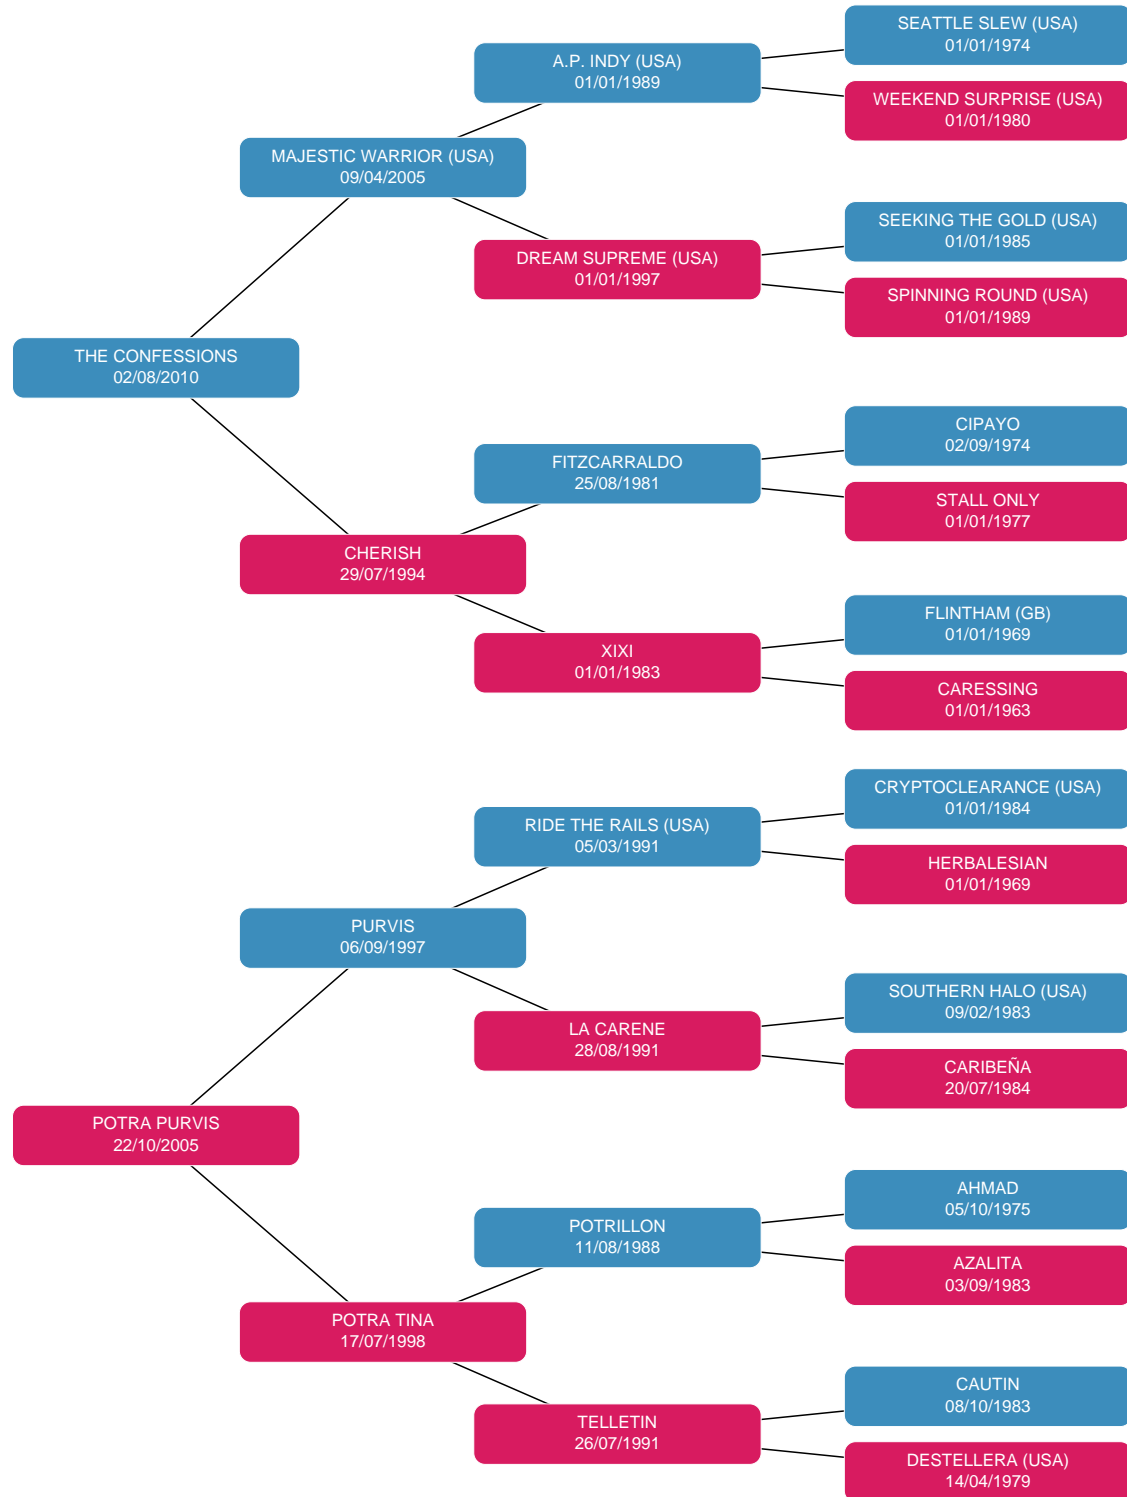 SEATTLE SLEW (USA)
01/01/1974
A.P. INDY (USA)
01/01/1989
WEEKEND SURPRISE (USA)
01/01/1980
MAJESTIC WARRIOR (USA)
09/04/2005
SEEKING THE GOLD (USA)
01/01/1985
DREAM SUPREME (USA)
01/01/1997
SPINNING ROUND (USA)
01/01/1989
THE CONFESSIONS
02/08/2010
CIPAYO
02/09/1974
FITZCARRALDO
25/08/1981
STALL ONLY
01/01/1977
CHERISH
29/07/1994
FLINTHAM (GB)
01/01/1969
XIXI
01/01/1983
CARESSING
01/01/1963
CRYPTOCLEARANCE (USA)
01/01/1984
RIDE THE RAILS (USA)
05/03/1991
HERBALESIAN
01/01/1969
PURVIS
06/09/1997
SOUTHERN HALO (USA)
09/02/1983
LA CARENE
28/08/1991
CARIBEÑA
20/07/1984
POTRA PURVIS
22/10/2005
AHMAD
05/10/1975
POTRILLON
11/08/1988
AZALITA
03/09/1983
POTRA TINA
17/07/1998
CAUTIN
08/10/1983
TELLETIN
26/07/1991
DESTELLERA (USA)
14/04/1979